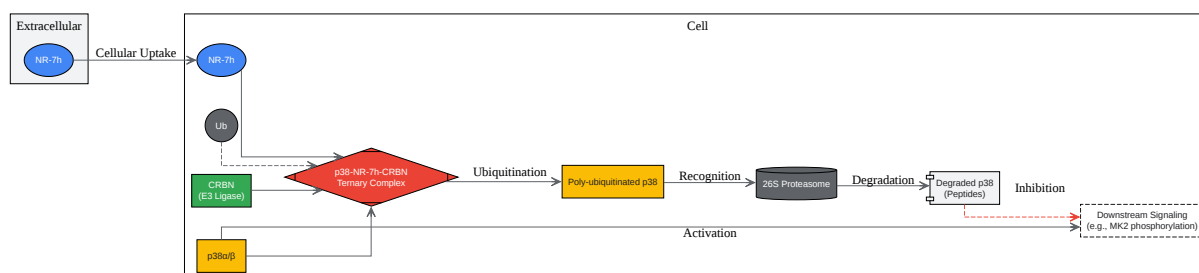 Extracellular
NR-7h
Cellular Uptake
Cell
NR-7h
Ub
CRBN
(E3 Ligase)
p38α/β
p38-NR-7h-CRBN
Ternary Complex
Ubiquitination
Poly-ubiquitinated p38
Recognition
26S Proteasome
Degradation
Degraded p38
(Peptides)
Inhibition
Activation
Downstream Signaling
(e.g., MK2 phosphorylation)